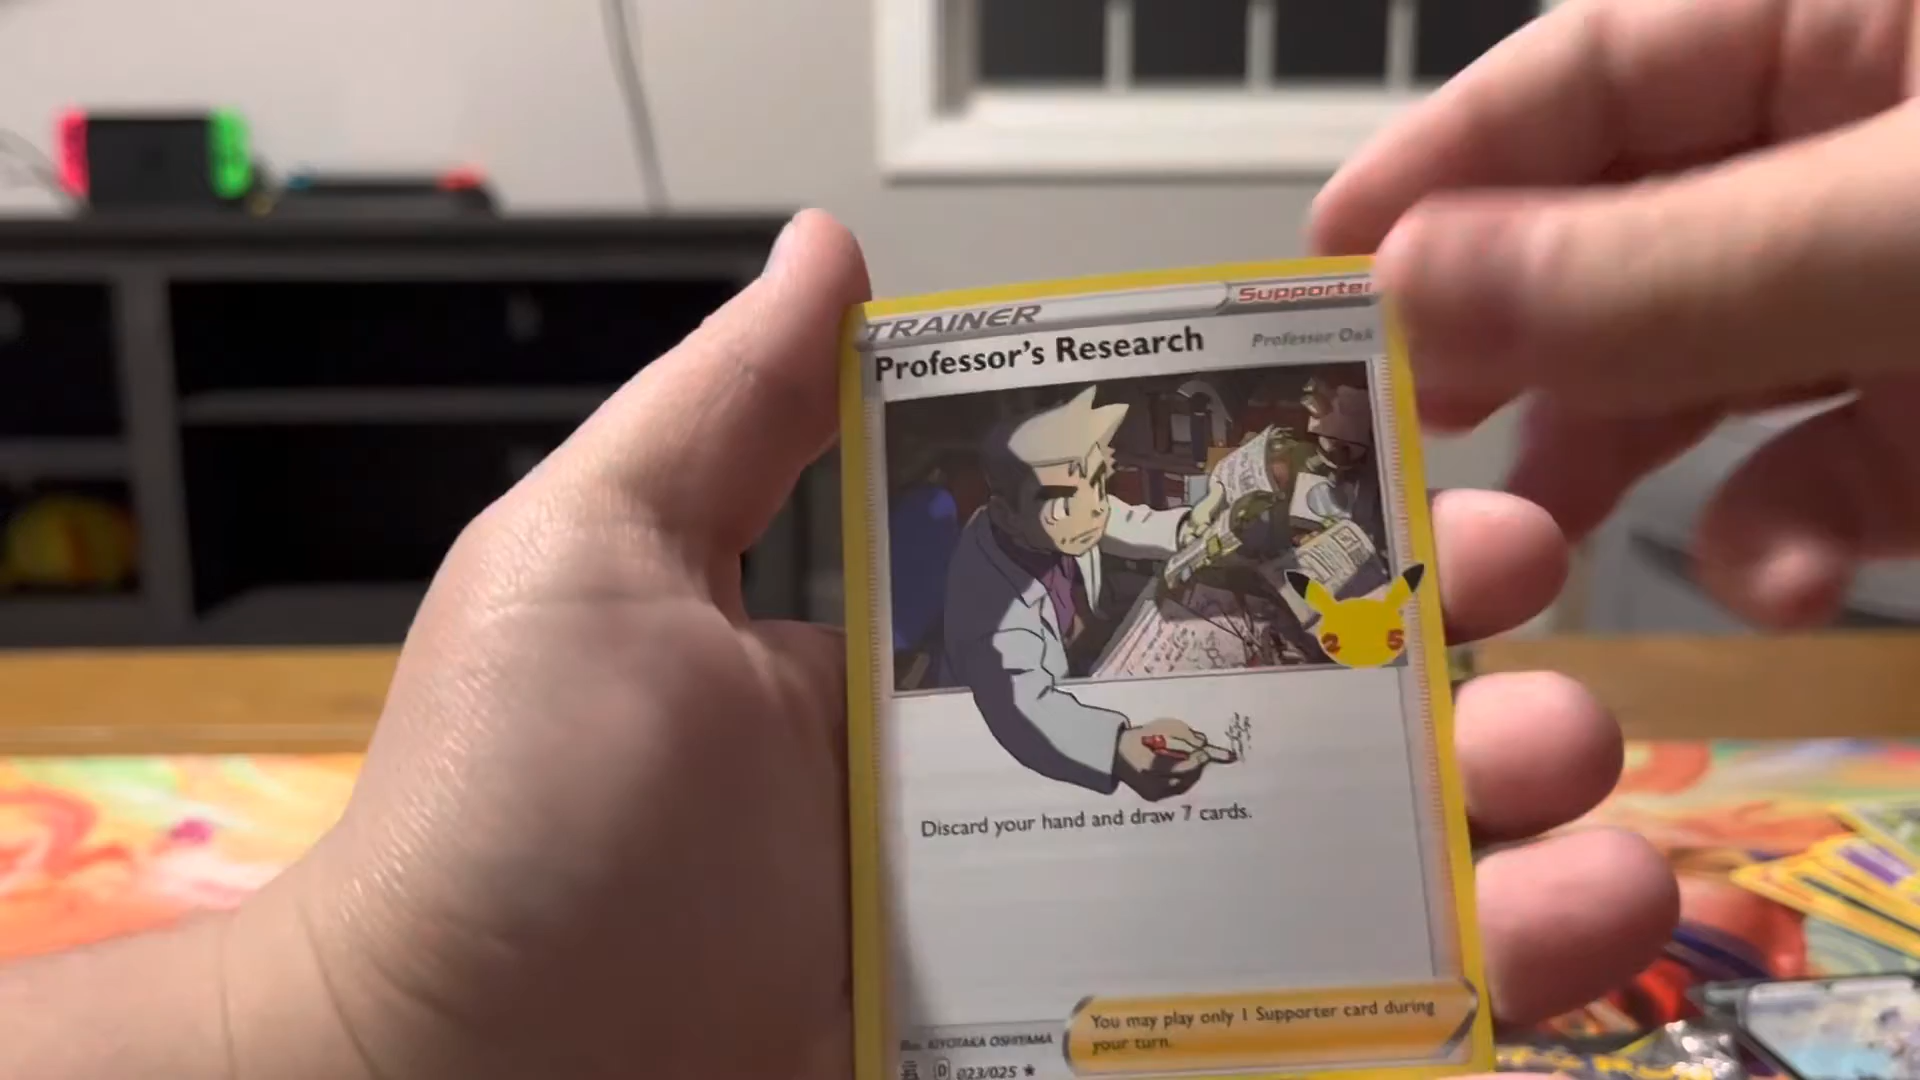 TRAINER
Supporter
Professor's Research
Professor Oak
25
Discard your hand and draw 7 cards.
You may play only 1 Supporter card during
your turn.
Illus. KIYOTAKA OSHIYAMA
D 023/025 ★